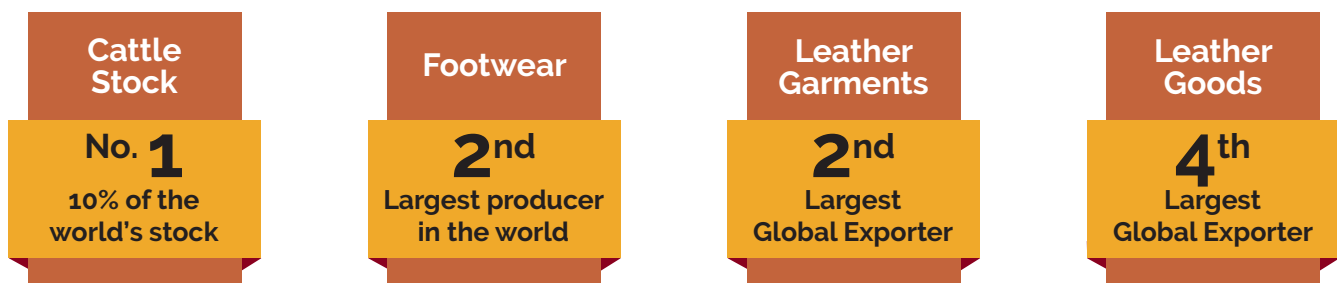 Cattle
Stock
No. 1
10% of the
world's stock
Footwear
2nd
Largest producer
in the world
Leather
Garments
2nd
Largest
Global Exporter
Leather
Goods
4th
Largest
Global Exporter